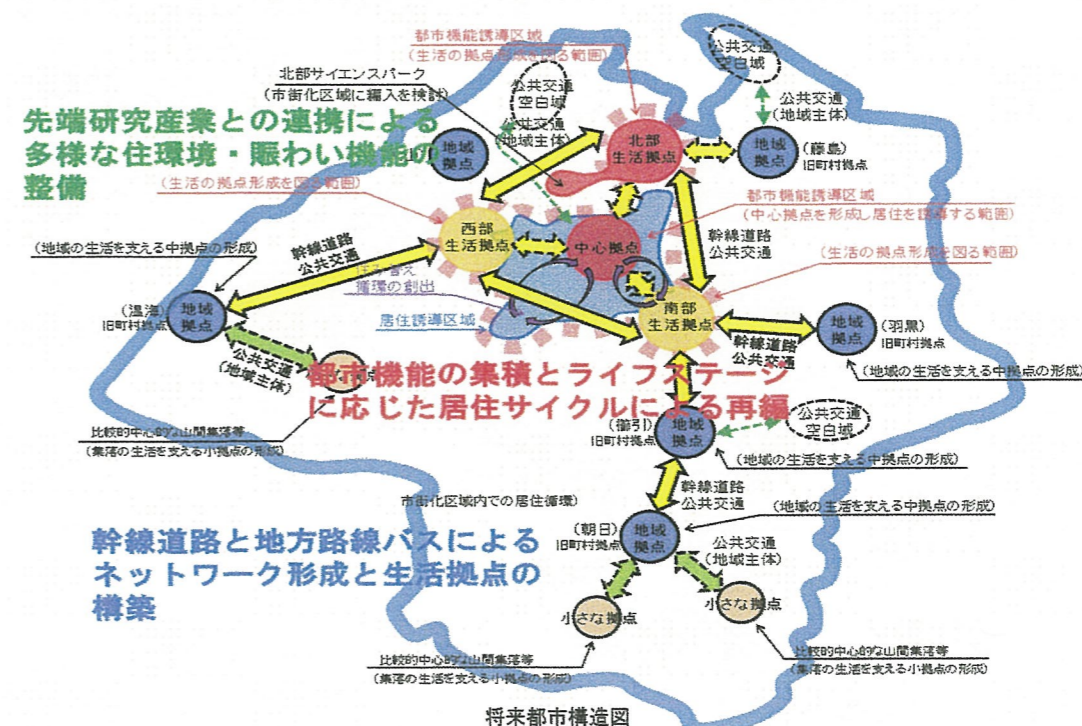 都市機能誘導区域
(生活の拠点形成を図る範囲)
北部サイエンスパーク
(市街化区域に編入を検討)
公共交通
空白域
公共交通
(地域主体)
公共交通
空白域
公共交通
(地域主体)
先端研究産業との連携による
多様な住環境・賑わい機能の
整備
地域
拠点
北部
生活拠点
地域
拠点
(藤島)
旧町村拠点
(生活の拠点形成を図る範囲)
都市機能誘導区域
(中心拠点を形成し居住を誘導する範囲)
西部
生活拠点
中心拠点
(地域の生活を支える中拠点の形成)
幹線道路
公共交通
幹線道路
公共交通
(生活の拠点形成を図る範囲)
住み替え
循環の創出
居住誘導区域
(温海)
旧町村拠点
地域
拠点
南部
生活拠点
地域
拠点
(羽黒)
旧町村拠点
幹線道路
公共交通
公共交通
(地域主体)
(地域の生活を支える中拠点の形成)
都市機能の集積とライフステージ
に応じた居住サイクルによる再編
比較的中心的な山間集落等
(集落の生活を支える小拠点の形成)
旧町村拠点
地域
拠点
公共交通
空白域
(地域の生活を支える中拠点の形成)
市街化区域内での居住循環)
幹線道路
公共交通
(地域の生活を支える中拠点の形成)
幹線道路と地方路線バスによる
ネットワーク形成と生活拠点の
構築
(朝日)
旧町村拠点
地域
拠点
公共交通
(地域主体)
小さな拠点
小さな拠点
比較的中心的な山間集落等
(集落の生活を支える小拠点の形成)
比較的中心的な山間集落等
(集落の生活を支える小拠点の形成)
将来都市構造図